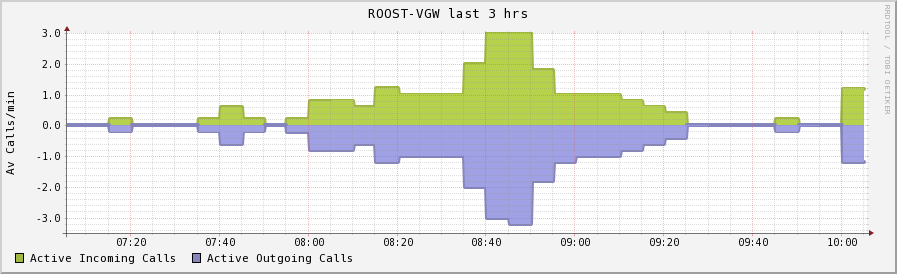 ROOST-VGW last 3 hrs
RRDTOOL / TOBI OETIKER
Av Calls/min
3.0
2.0
1.0
0.0
-1.0
-2.0
-3.0
07:20 07:40 08:00 08:20 08:40 09:00 09:20 09:40 10:00
Active Incoming Calls Active Outgoing Calls